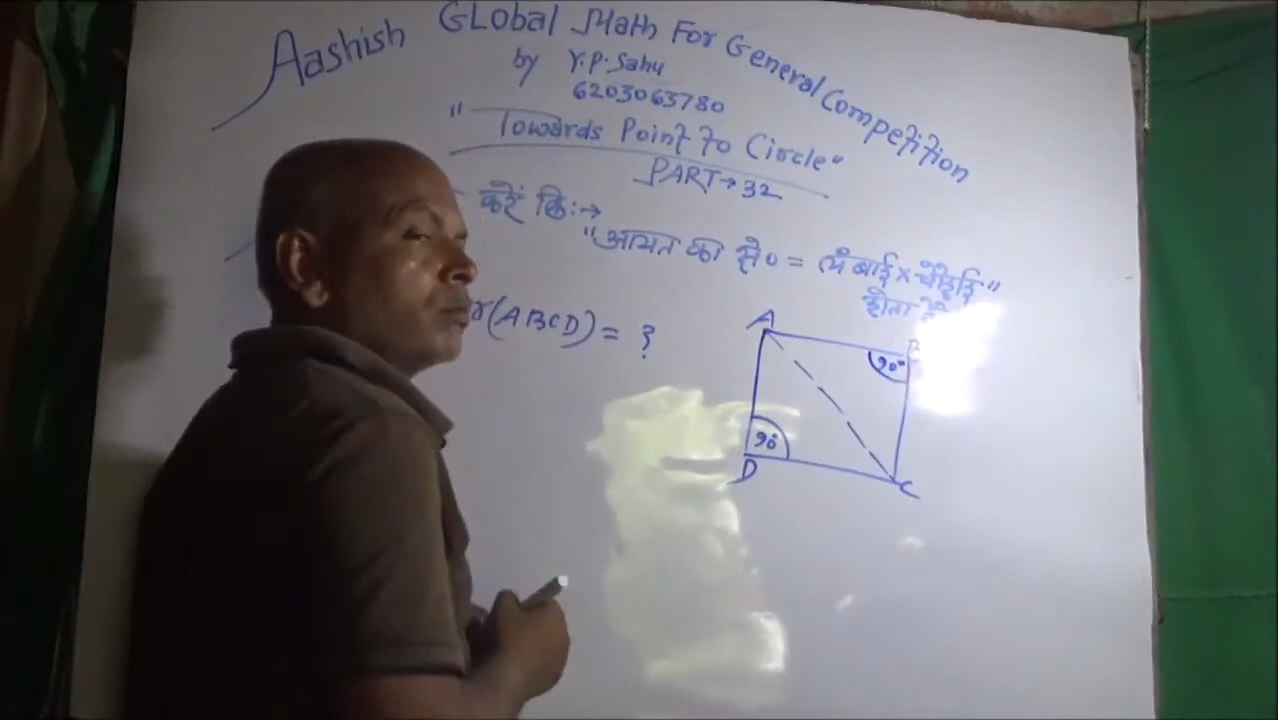 Aashish GLobal Math For General Competition
by Y.P. Sahu
6203063780
"Towards Point To Circle"
PART→32
करें कि:→
"आयत का क्षे० = लंबाई × चौड़ाई"
होता है
r(ABCD) = ?
A
90°
90°
D
C